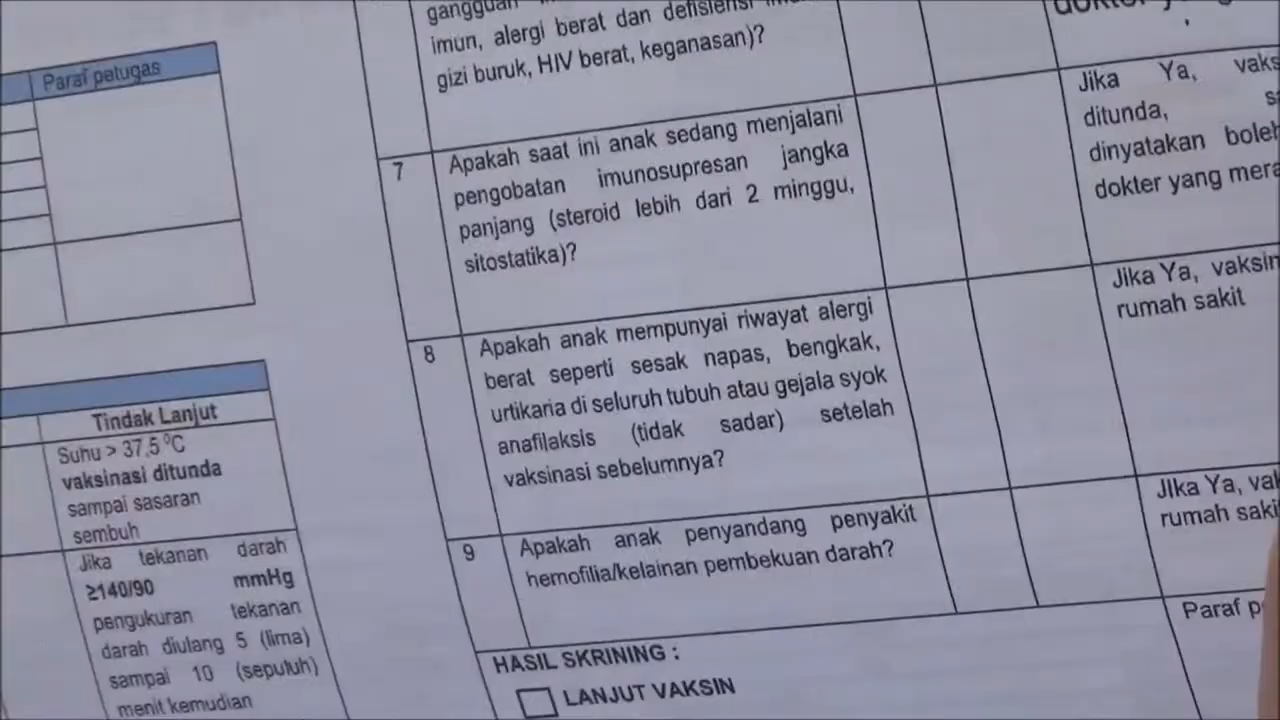 Paraf petugas
Tindak Lanjut
Suhu > 37,5 ⁰C
vaksinasi ditunda
sampai sasaran
sembuh
Jika tekanan darah
≥140/90 mmHg
pengukuran tekanan
darah diulang 5 (lima)
sampai 10 (sepuluh)
menit kemudian
gangguan
imun, alergi berat dan defisiensi
gizi buruk, HIV berat, keganasan)?
7 Apakah saat ini anak sedang menjalani
pengobatan imunosupresan jangka
panjang (steroid lebih dari 2 minggu,
sitostatika)?
Jika Ya,
ditunda,
dinyatakan
dokter yang
8 Apakah anak mempunyai riwayat alergi
berat seperti sesak napas, bengkak,
urtikaria di seluruh tubuh atau gejala syok
anafilaksis (tidak sadar) setelah
vaksinasi sebelumnya?
Jika Ya,
rumah sakit
9 Apakah anak penyandang penyakit
hemofilia/kelainan pembekuan darah?
JIka Ya,
rumah
HASIL SKRINING :
LANJUT VAKSIN
Paraf